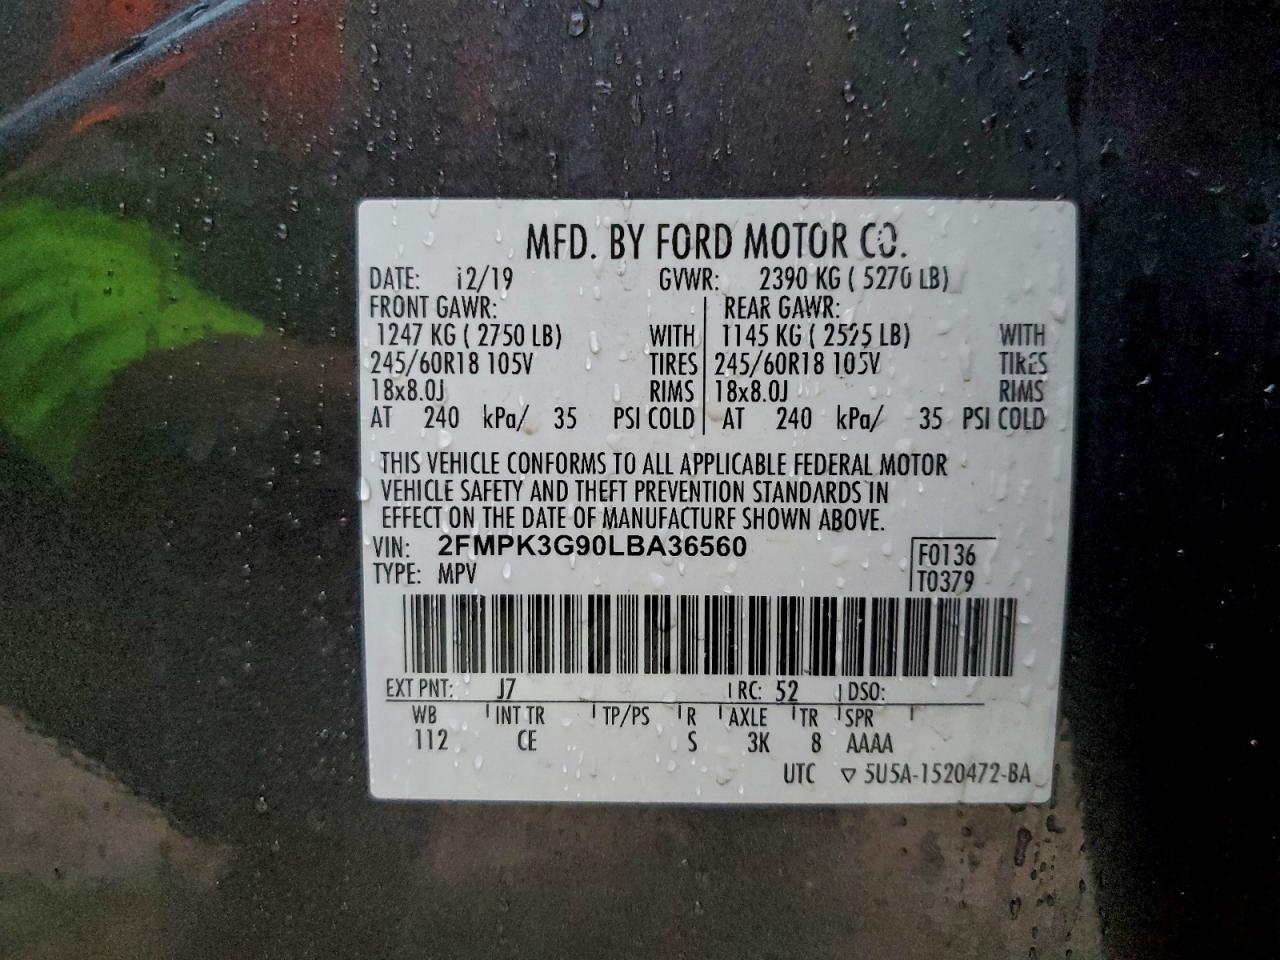 MFD. BY FORD MOTOR CO.
DATE: 12/19 GVWR: 2390 KG ( 5270 LB)
FRONT GAWR: REAR GAWR:
1247 KG ( 2750 LB) WITH 1145 KG ( 2525 LB) WITH
245/60R18 105V TIRES 245/60R18 105V TIRES
18x8.0J RIMS 18x8.0J RIMS
AT 240 kPa/ 35 PSI COLD AT 240 kPa/ 35 PSI COLD
THIS VEHICLE CONFORMS TO ALL APPLICABLE FEDERAL MOTOR
VEHICLE SAFETY AND THEFT PREVENTION STANDARDS IN
EFFECT ON THE DATE OF MANUFACTURE SHOWN ABOVE.
VIN: 2FMPK3G90LBA36560 F0136
TYPE: MPV T0379
EXT PNT: J7 RC: 52 DSO:
WB INT TR TP/PS R AXLE TR SPR
112 CE S 3K 8 AAAA
UTC ▽ 5U5A-1520472-BA